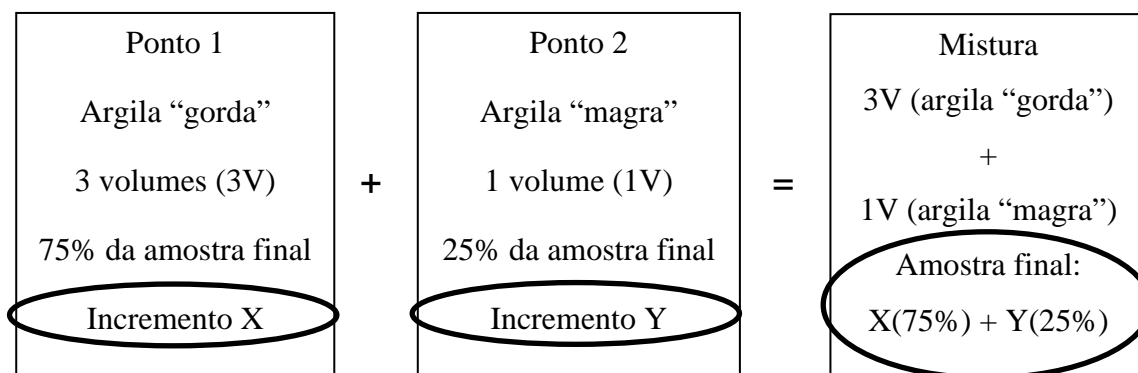 Ponto 1
Argila “gorda”
3 volumes (3V)
75% da amostra final
Incremento X
+
Ponto 2
Argila “magra”
1 volume (1V)
25% da amostra final
Incremento Y
=
Mistura
3V (argila “gorda”)
+
1V (argila “magra”)
Amostra final:
X(75%) + Y(25%)